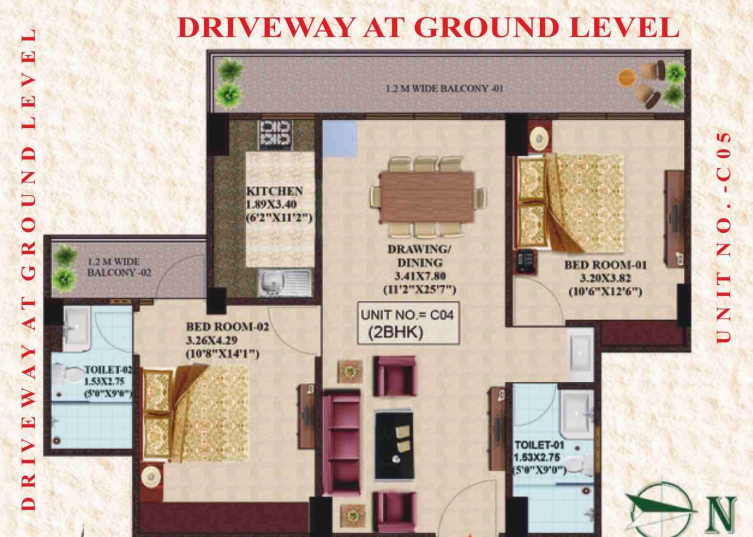 DRIVEWAY AT GROUND LEVEL
DRIVEWAY AT GROUND LEVEL
1.2 M WIDE BALCONY -01
UNIT NO. -C05
KITCHEN
1.89X3.40
(6'2"X11'2")
DRAWING/
DINING
3.41X7.80
(11'2"X25'7")
BED ROOM-01
3.20X3.82
(10'6"X12'6")
1.2 M WIDE
BALCONY -02
UNIT NO.= C04
(2BHK)
BED ROOM-02
3.26X4.29
(10'8"X14'1")
TOILET-02
1.53X2.75
(5'0"X9'0")
TOILET-01
1.53X2.75
(5'0"X9'0")
N